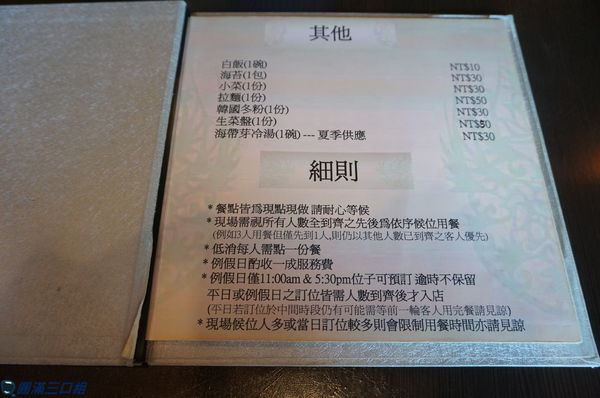 其他
白飯(1碗) NT$10
海苔(1包) NT$30
小菜(1份) NT$30
拉麵(1份) NT$50
韓國冬粉(1份) NT$30
生菜盤(1份) NT$50
海帶芽冷湯(1碗) --- 夏季供應 NT$30
細則
* 餐點皆爲現點現做 請耐心等候
* 現場需視所有人數全到齊之先後爲依序候位用餐
(例如3人用餐但僅先到1人,則仍以其他人數已到齊之客人優先)
* 低消每人需點一份餐
* 例假日酌收一成服務費
* 例假日僅11:00am & 5:30pm位子可預訂 逾時不保留
平日或例假日之訂位皆需人數到齊後才入店
(平日若訂位於中間時段仍有可能需等前一輪客人用完餐請見諒)
* 現場候位人多或當日訂位較多則會限制用餐時間亦請見諒
圓滿三口組